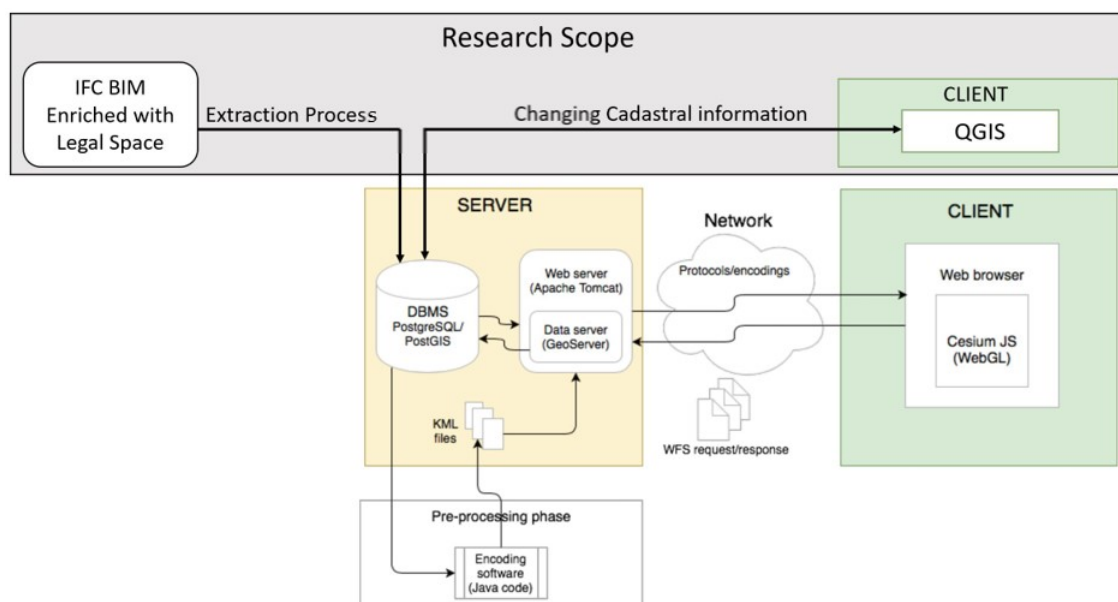 Research Scope
IFC BIM
Enriched with
Legal Space
Extraction Process
Changing Cadastral information
CLIENT
QGIS
SERVER
DBMS
PostgreSQL/
PostGIS
Web server
(Apache Tomcat)
Data server
(GeoServer)
KML
files
Network
Protocols/encodings
WFS request/response
CLIENT
Web browser
Cesium JS
(WebGL)
Pre-processing phase
Encoding
software
(Java code)